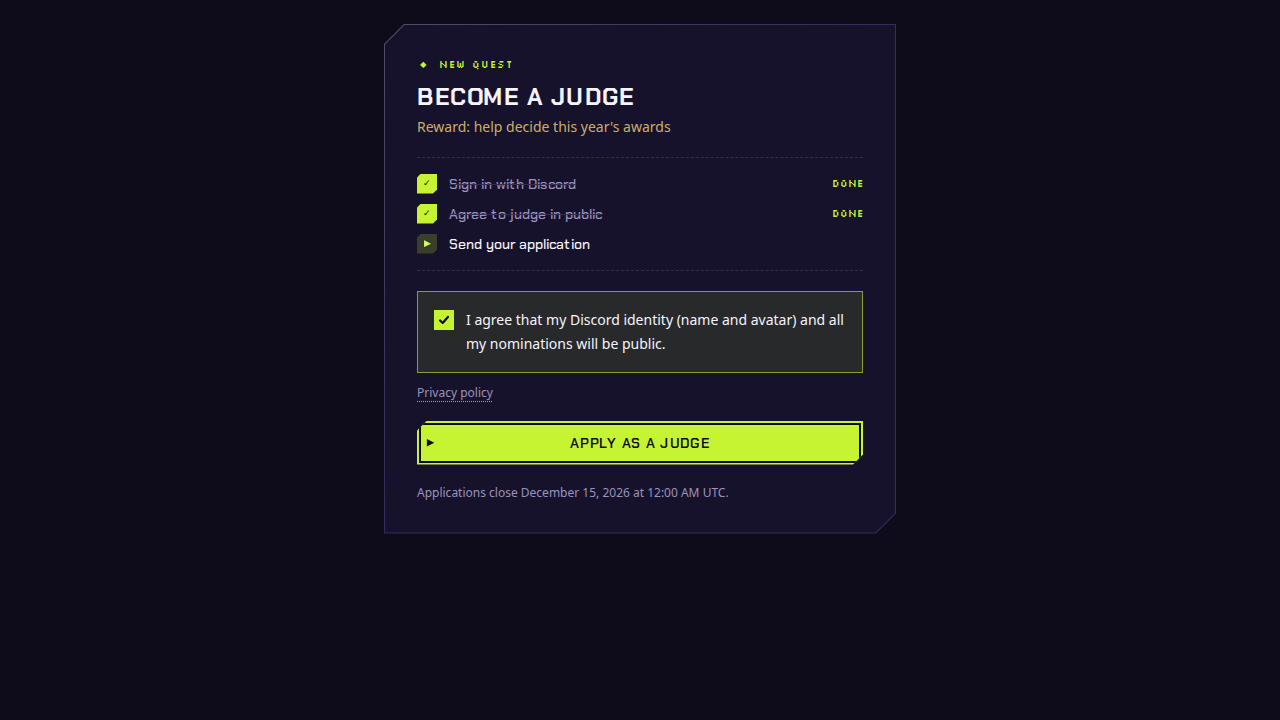 NEW QUEST
BECOME A JUDGE
Reward: help decide this year's awards
Sign in with Discord DONE
Agree to judge in public DONE
Send your application
I agree that my Discord identity (name and avatar) and all
my nominations will be public.
Privacy policy
APPLY AS A JUDGE
Applications close December 15, 2026 at 12:00 AM UTC.